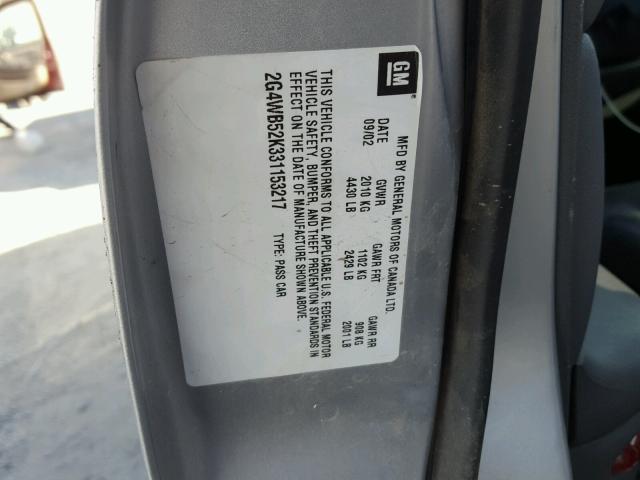 GM
MFD BY GENERAL MOTORS OF CANADA LTD.
DATE GVWR GAWR FRT GAWR RR
09/02 2010 KG 1102 KG 908 KG
4430 LB 2429 LB 2001 LB
THIS VEHICLE CONFORMS TO ALL APPLICABLE U.S. FEDERAL MOTOR
VEHICLE SAFETY, BUMPER, AND THEFT PREVENTION STANDARDS IN
EFFECT ON THE DATE OF MANUFACTURE SHOWN ABOVE.
2G4WB52K331153217 TYPE: PASS CAR